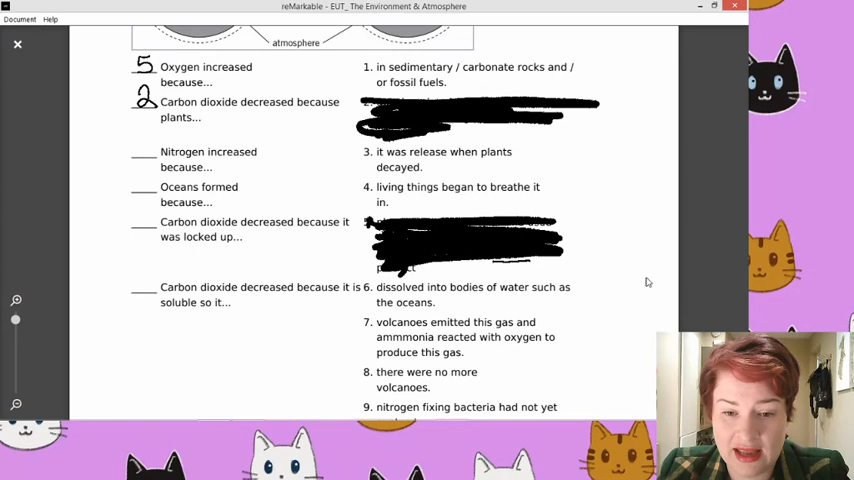 reMarkable - EUT_ The Environment & Atmosphere
Document Help
atmosphere
5 Oxygen increased
because...
2 Carbon dioxide decreased because
plants...
Nitrogen increased
because...
Oceans formed
because...
Carbon dioxide decreased because it
was locked up...
Carbon dioxide decreased because it is
soluble so it...
1. in sedimentary / carbonate rocks and /
or fossil fuels.
3. it was release when plants
decayed.
4. living things began to breathe it
in.
6. dissolved into bodies of water such as
the oceans.
7. volcanoes emitted this gas and
ammmonia reacted with oxygen to
produce this gas.
8. there were no more
volcanoes.
9. nitrogen fixing bacteria had not yet